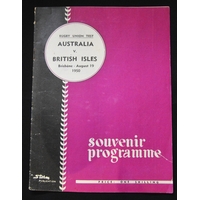 RUGBY UNION TEST
AUSTRALIA
v.
BRITISH ISLES
Brisbane - August 19
1950
souvenir
programme
PRICE ONE SHILLING